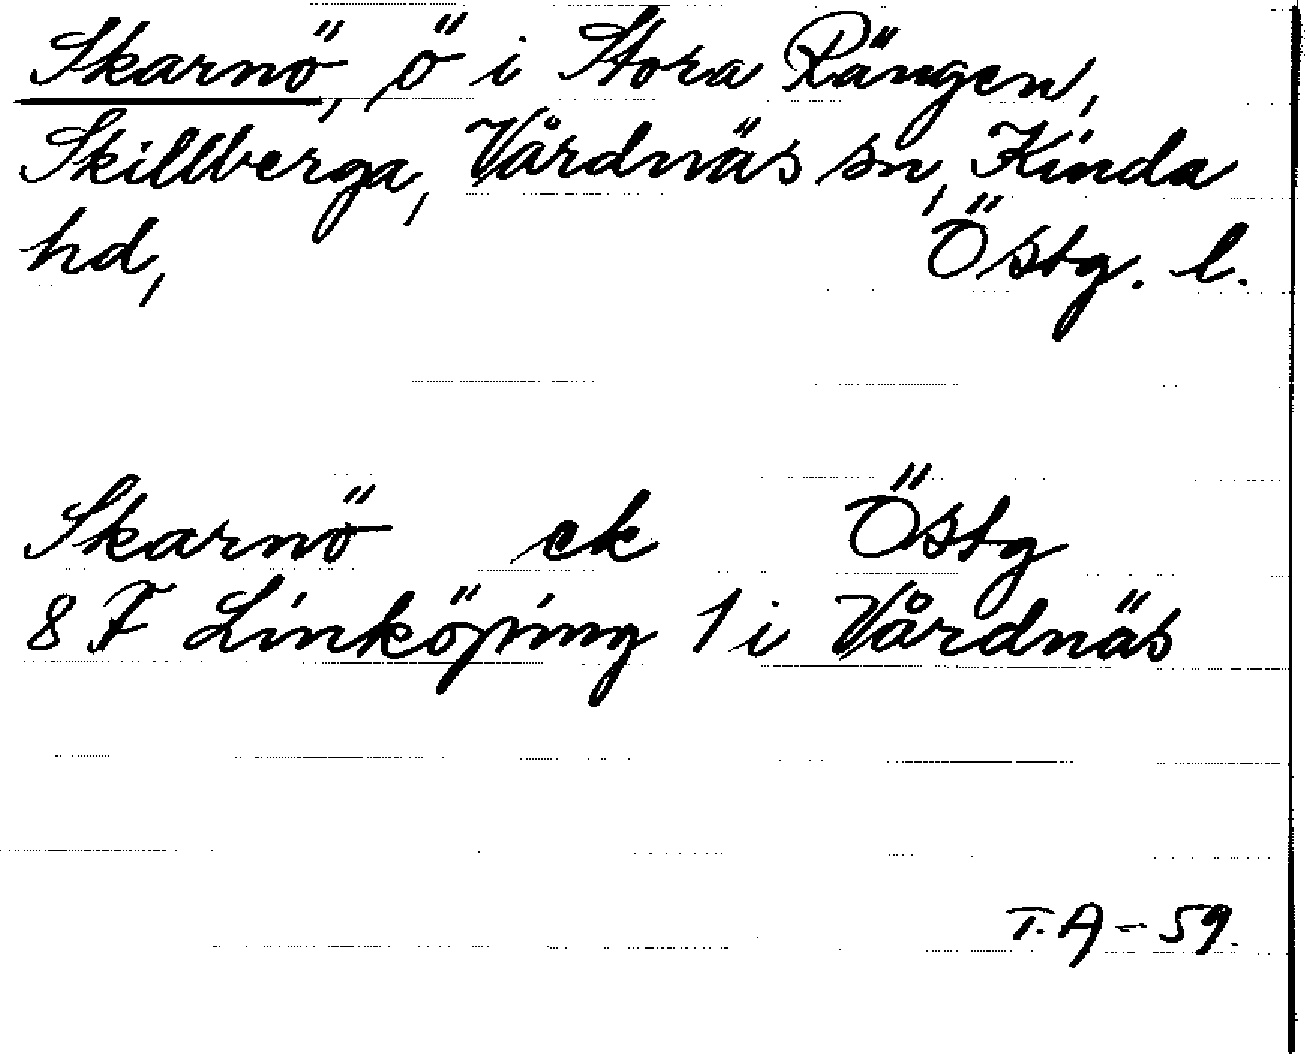 Skarnö, ö i Stora Rängen,
Skillberga, Vårdnäs sn, Kinda
hd, Östg. l.
Skarnö ek Östg
8 F Linköping 1 i Vårdnäs
T. A - 59.